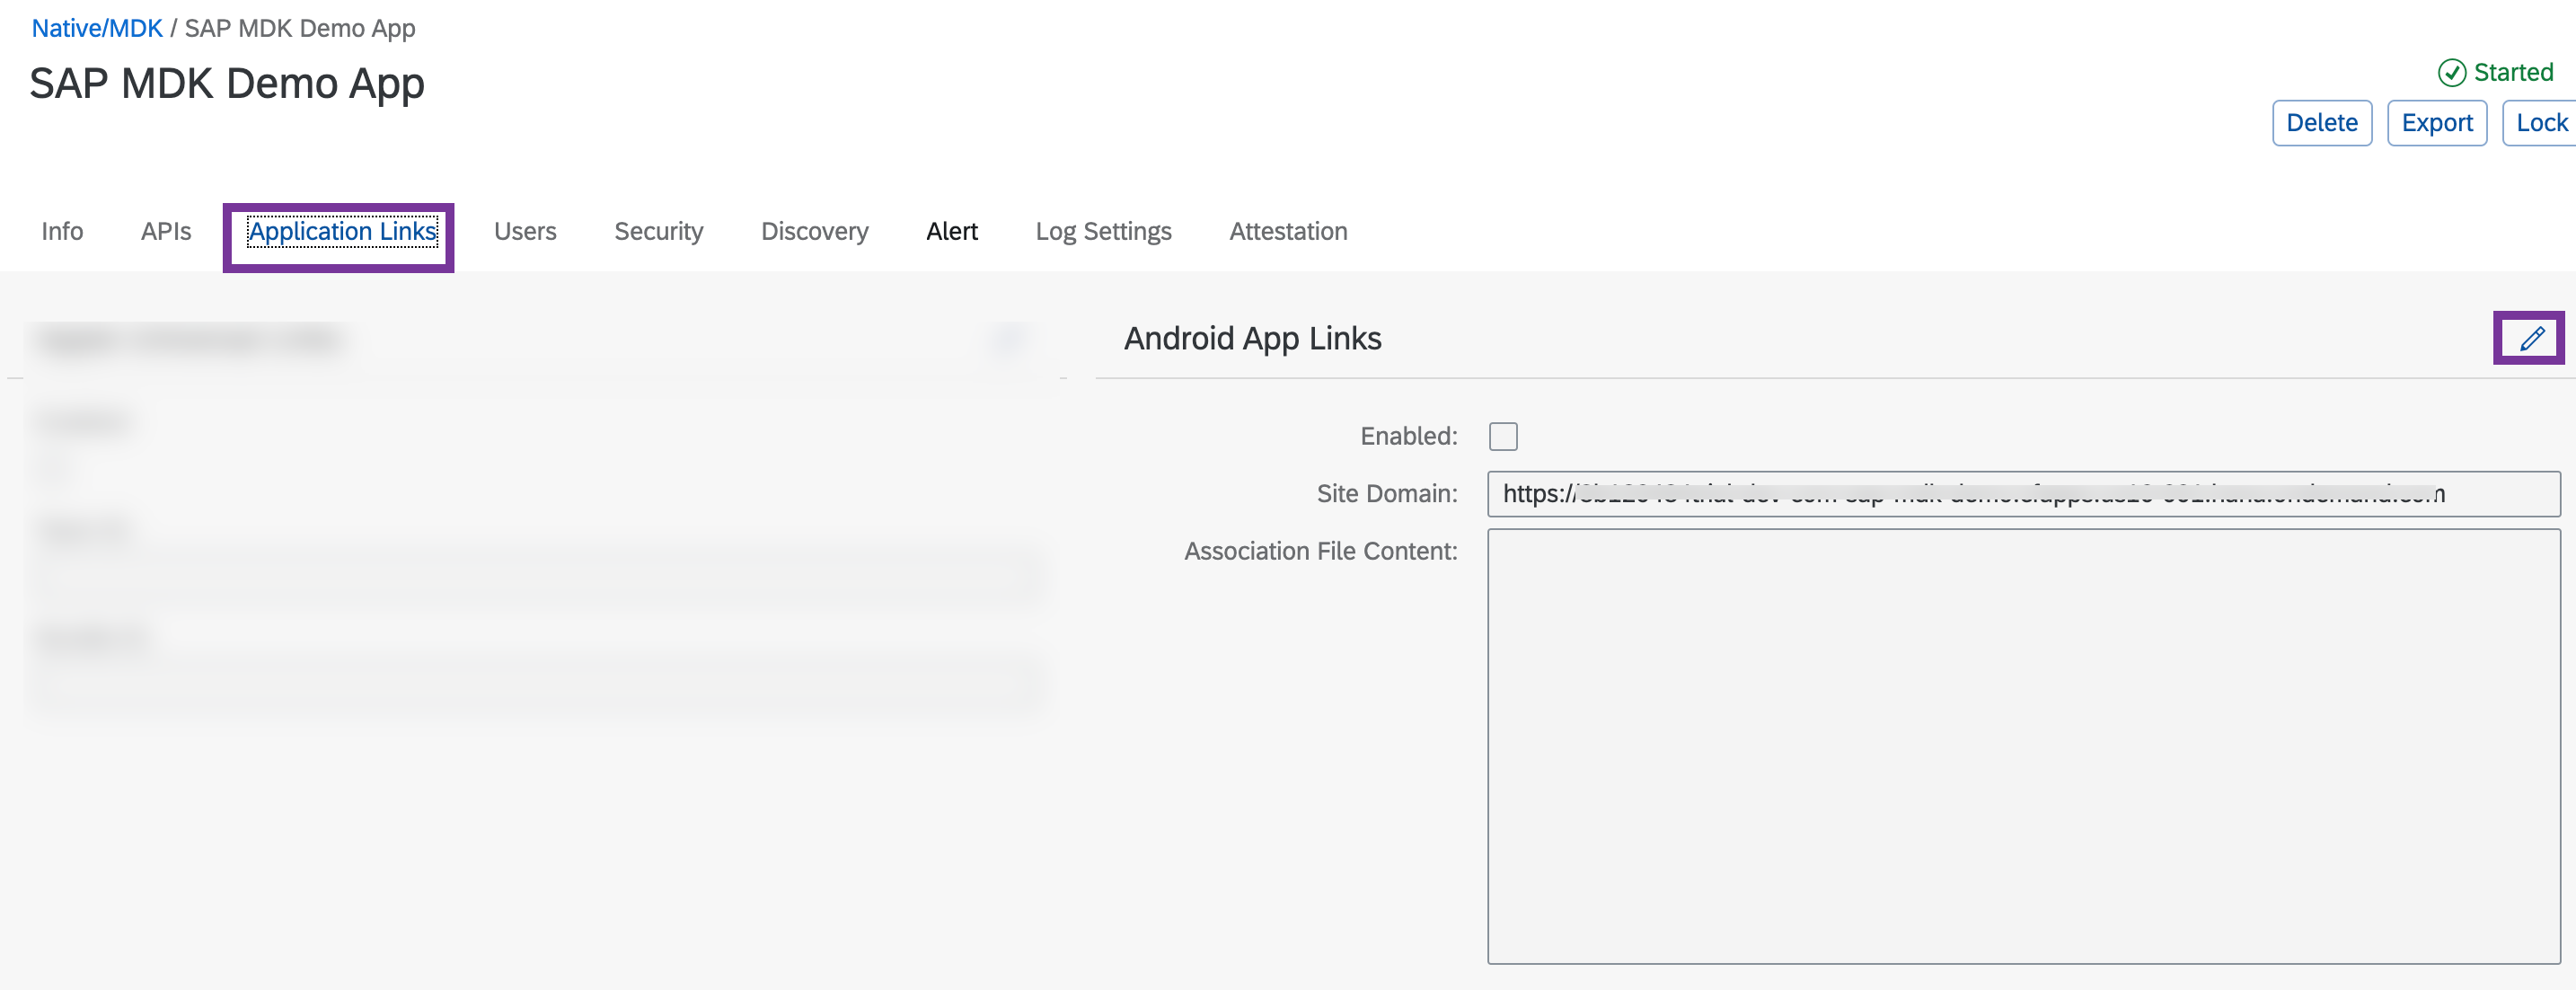 Native/MDK / SAP MDK Demo App
SAP MDK Demo App
Started
Delete Export Lock
Info APIs Application Links Users Security Discovery Alert Log Settings Attestation
Android App Links
Enabled:
Site Domain: https://
Association File Content: